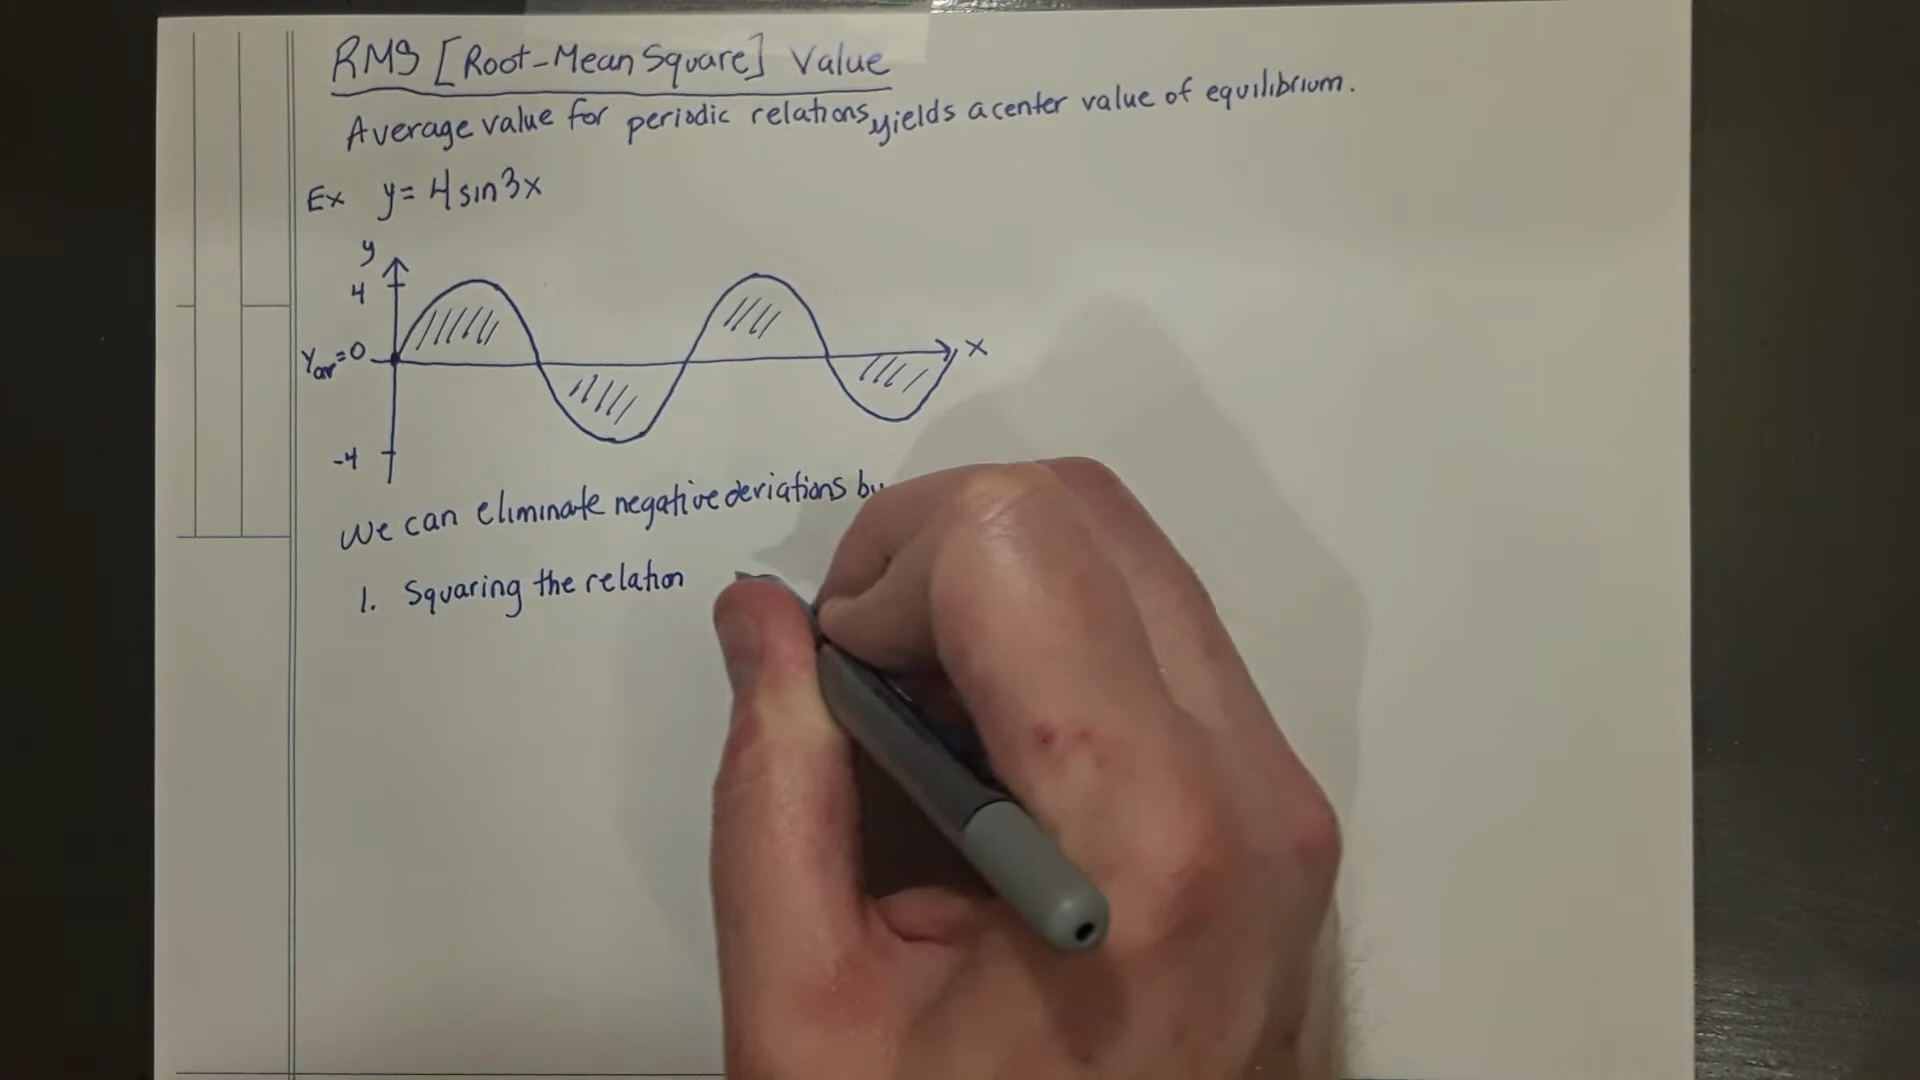 RMS [Root-Mean Square] Value
Average value for periodic relations, yields a center value of equilibrium.
Ex y = 4 sin 3x
y
4
Yav = 0
x
-4
We can eliminate negative deviations by
1. Squaring the relation